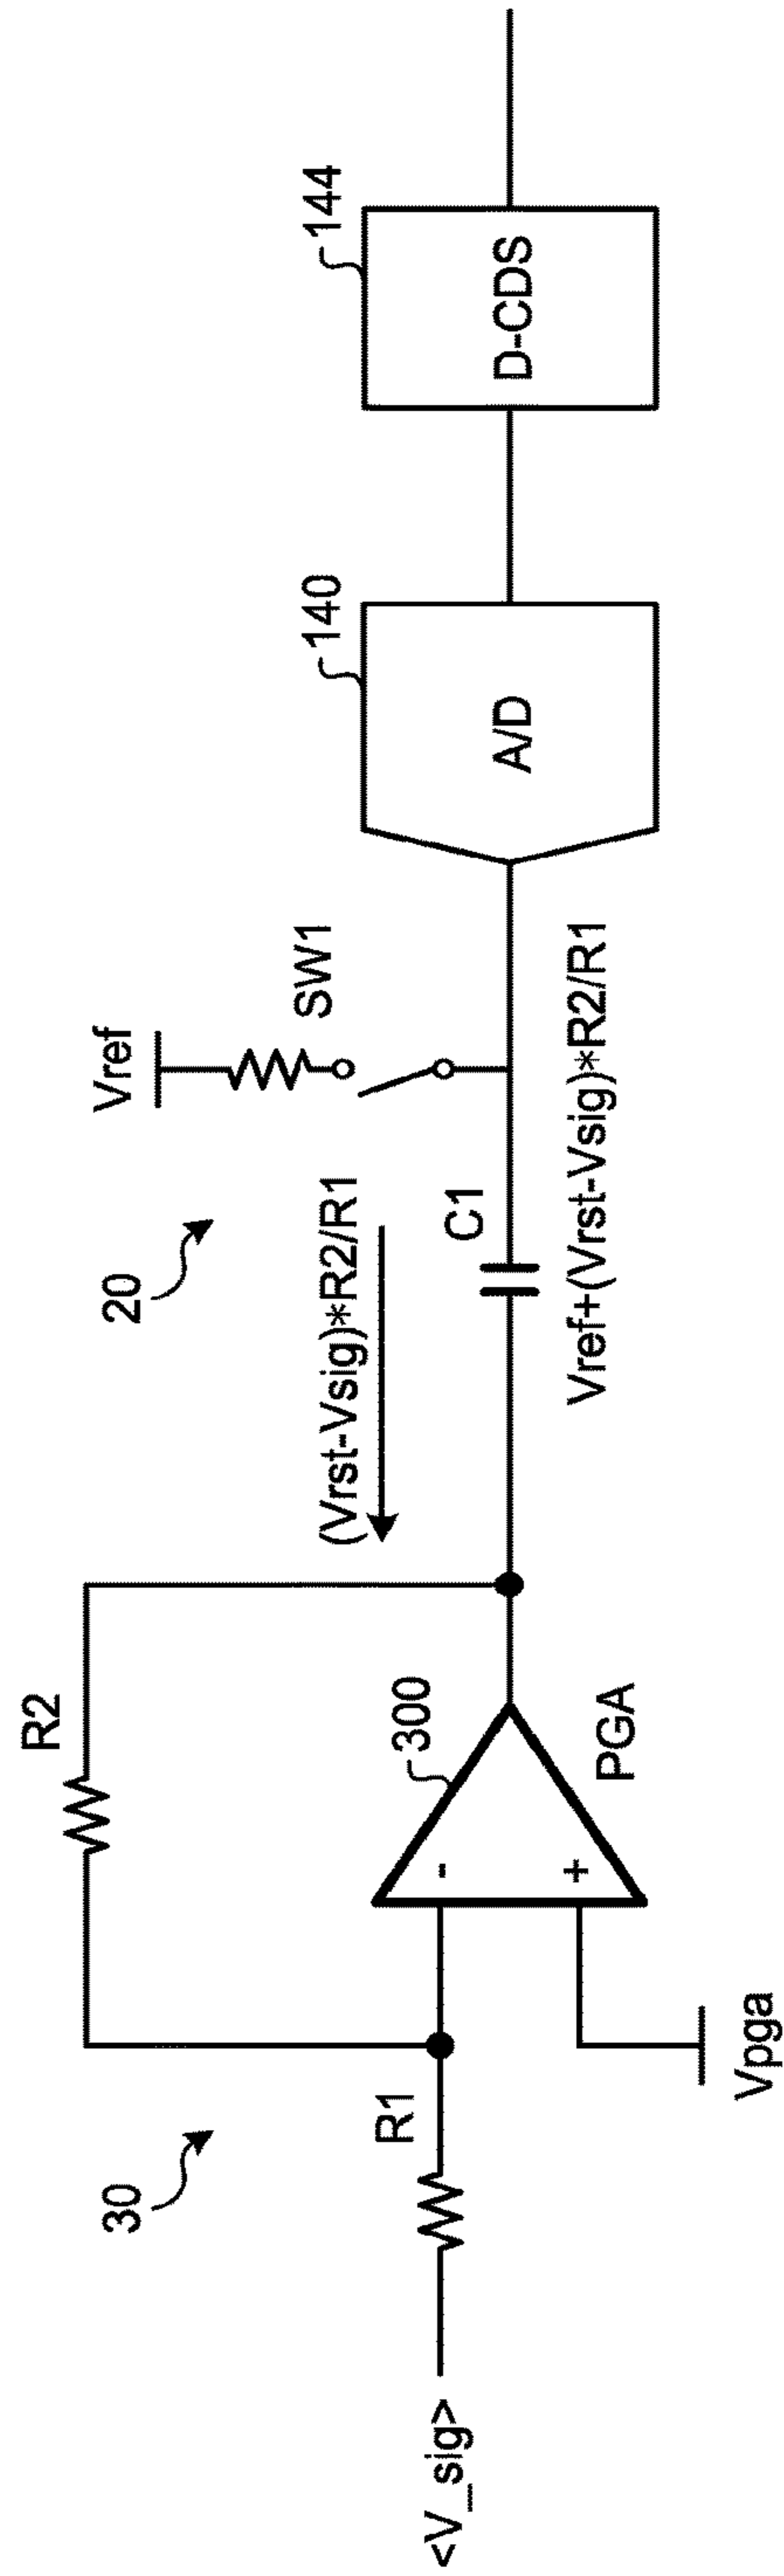 <V_sig>
30
R1
R2
Vpga
-
+
300
PGA
(Vrst-Vsig)*R2/R1
20
C1
Vref+(Vrst-Vsig)*R2/R1
Vref
SW1
140
A/D
144
D-CDS